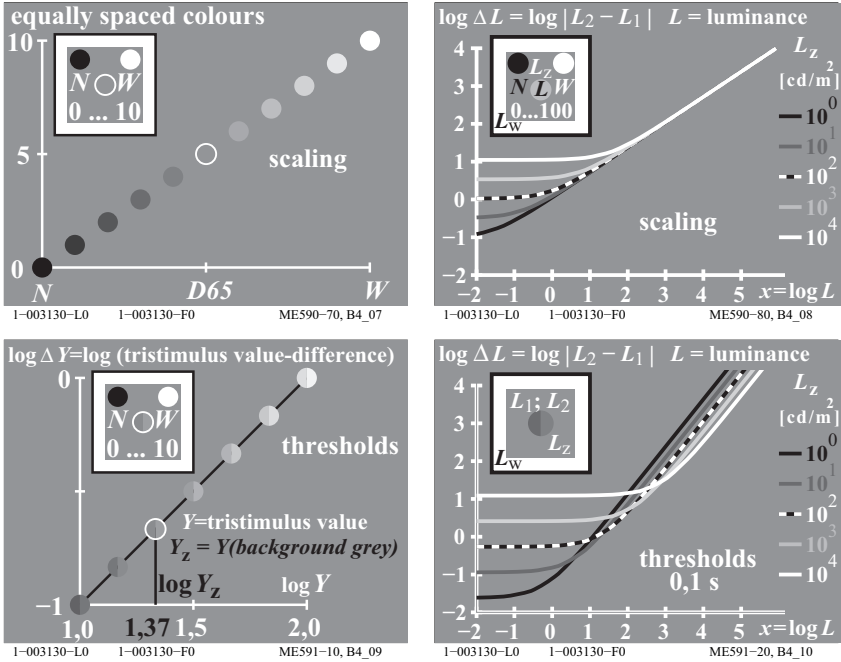 equally spaced colours
10
N W
0 ... 10
5
scaling
0
N D65 W
1−003130−L0 1−003130−F0 ME590−70, B4_07
log ΔL = log |L₂ − L₁| L = luminance
4
3
2
1
0
−1
−2
N Lz L W
0...100
Lw
Lz
[cd/m²]
10⁰
10¹
10²
10³
10⁴
scaling
−2 −1 0 1 2 3 4 5 x=log L
1−003130−L0 1−003130−F0 ME590−80, B4_08
log ΔY=log (tristimulus value-difference)
0
N W
0 ... 10
thresholds
Y=tristimulus value
Yz = Y(background grey)
log Yz log Y
−1
1,0 1,37 1,5 2,0
1−003130−L0 1−003130−F0 ME591−10, B4_09
log ΔL = log |L₂ − L₁| L = luminance
4
3
2
1
0
−1
−2
L₁; L₂
Lz
Lw
Lz
[cd/m²]
10⁰
10¹
10²
10³
10⁴
thresholds
0,1 s
−2 −1 0 1 2 3 4 5 x=log L
1−003130−L0 1−003130−F0 ME591−20, B4_10